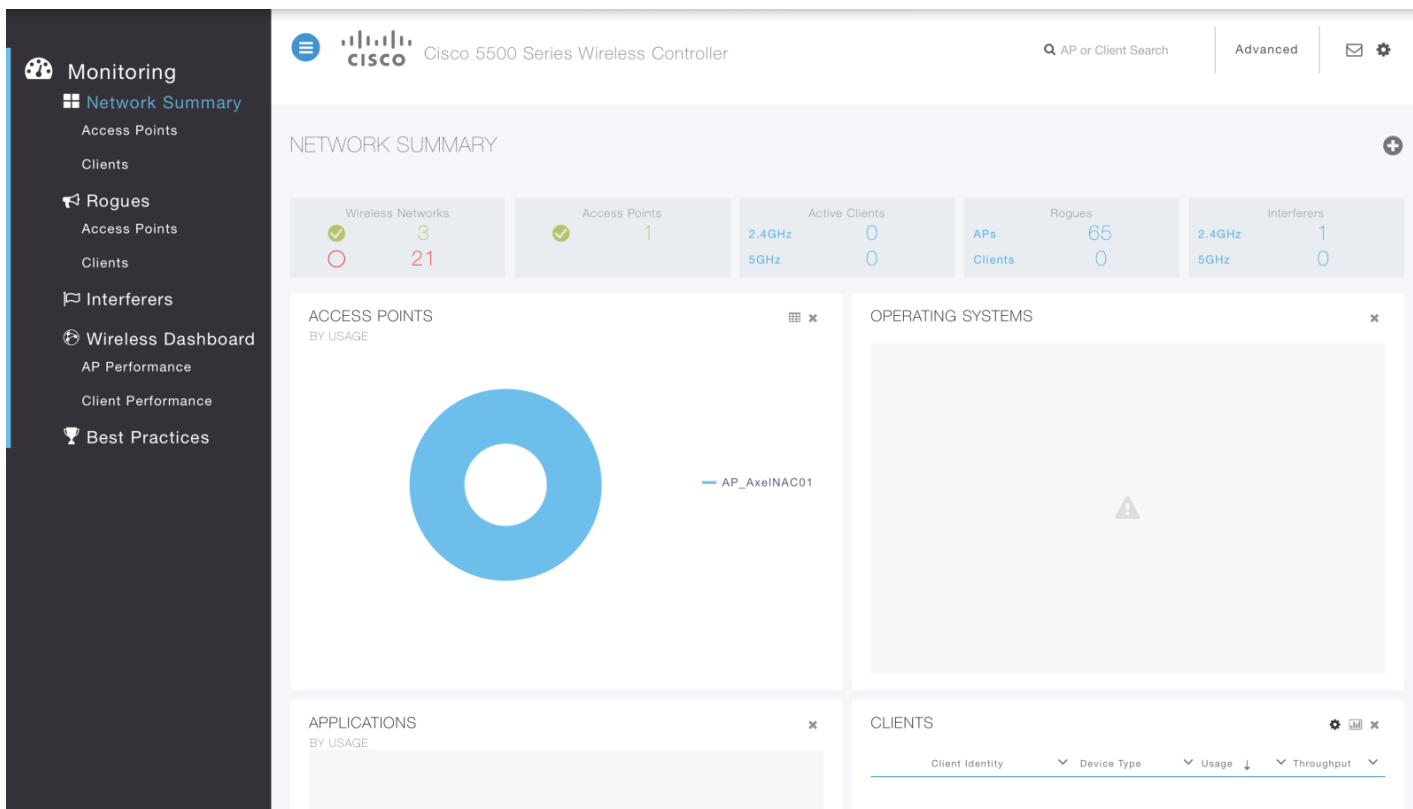 Monitoring
Network Summary
Access Points
Clients
Rogues
Access Points
Clients
Interferers
Wireless Dashboard
AP Performance
Client Performance
Best Practices
CISCO Cisco 5500 Series Wireless Controller
AP or Client Search
Advanced
NETWORK SUMMARY
Wireless Networks
3
21
Access Points
1
Active Clients
2.4GHz 0
5GHz 0
Rogues
APs 65
Clients 0
Interferers
2.4GHz 1
5GHz 0
ACCESS POINTS
BY USAGE
AP_AxelNAC01
OPERATING SYSTEMS
APPLICATIONS
BY USAGE
CLIENTS
Client Identity Device Type Usage Throughput